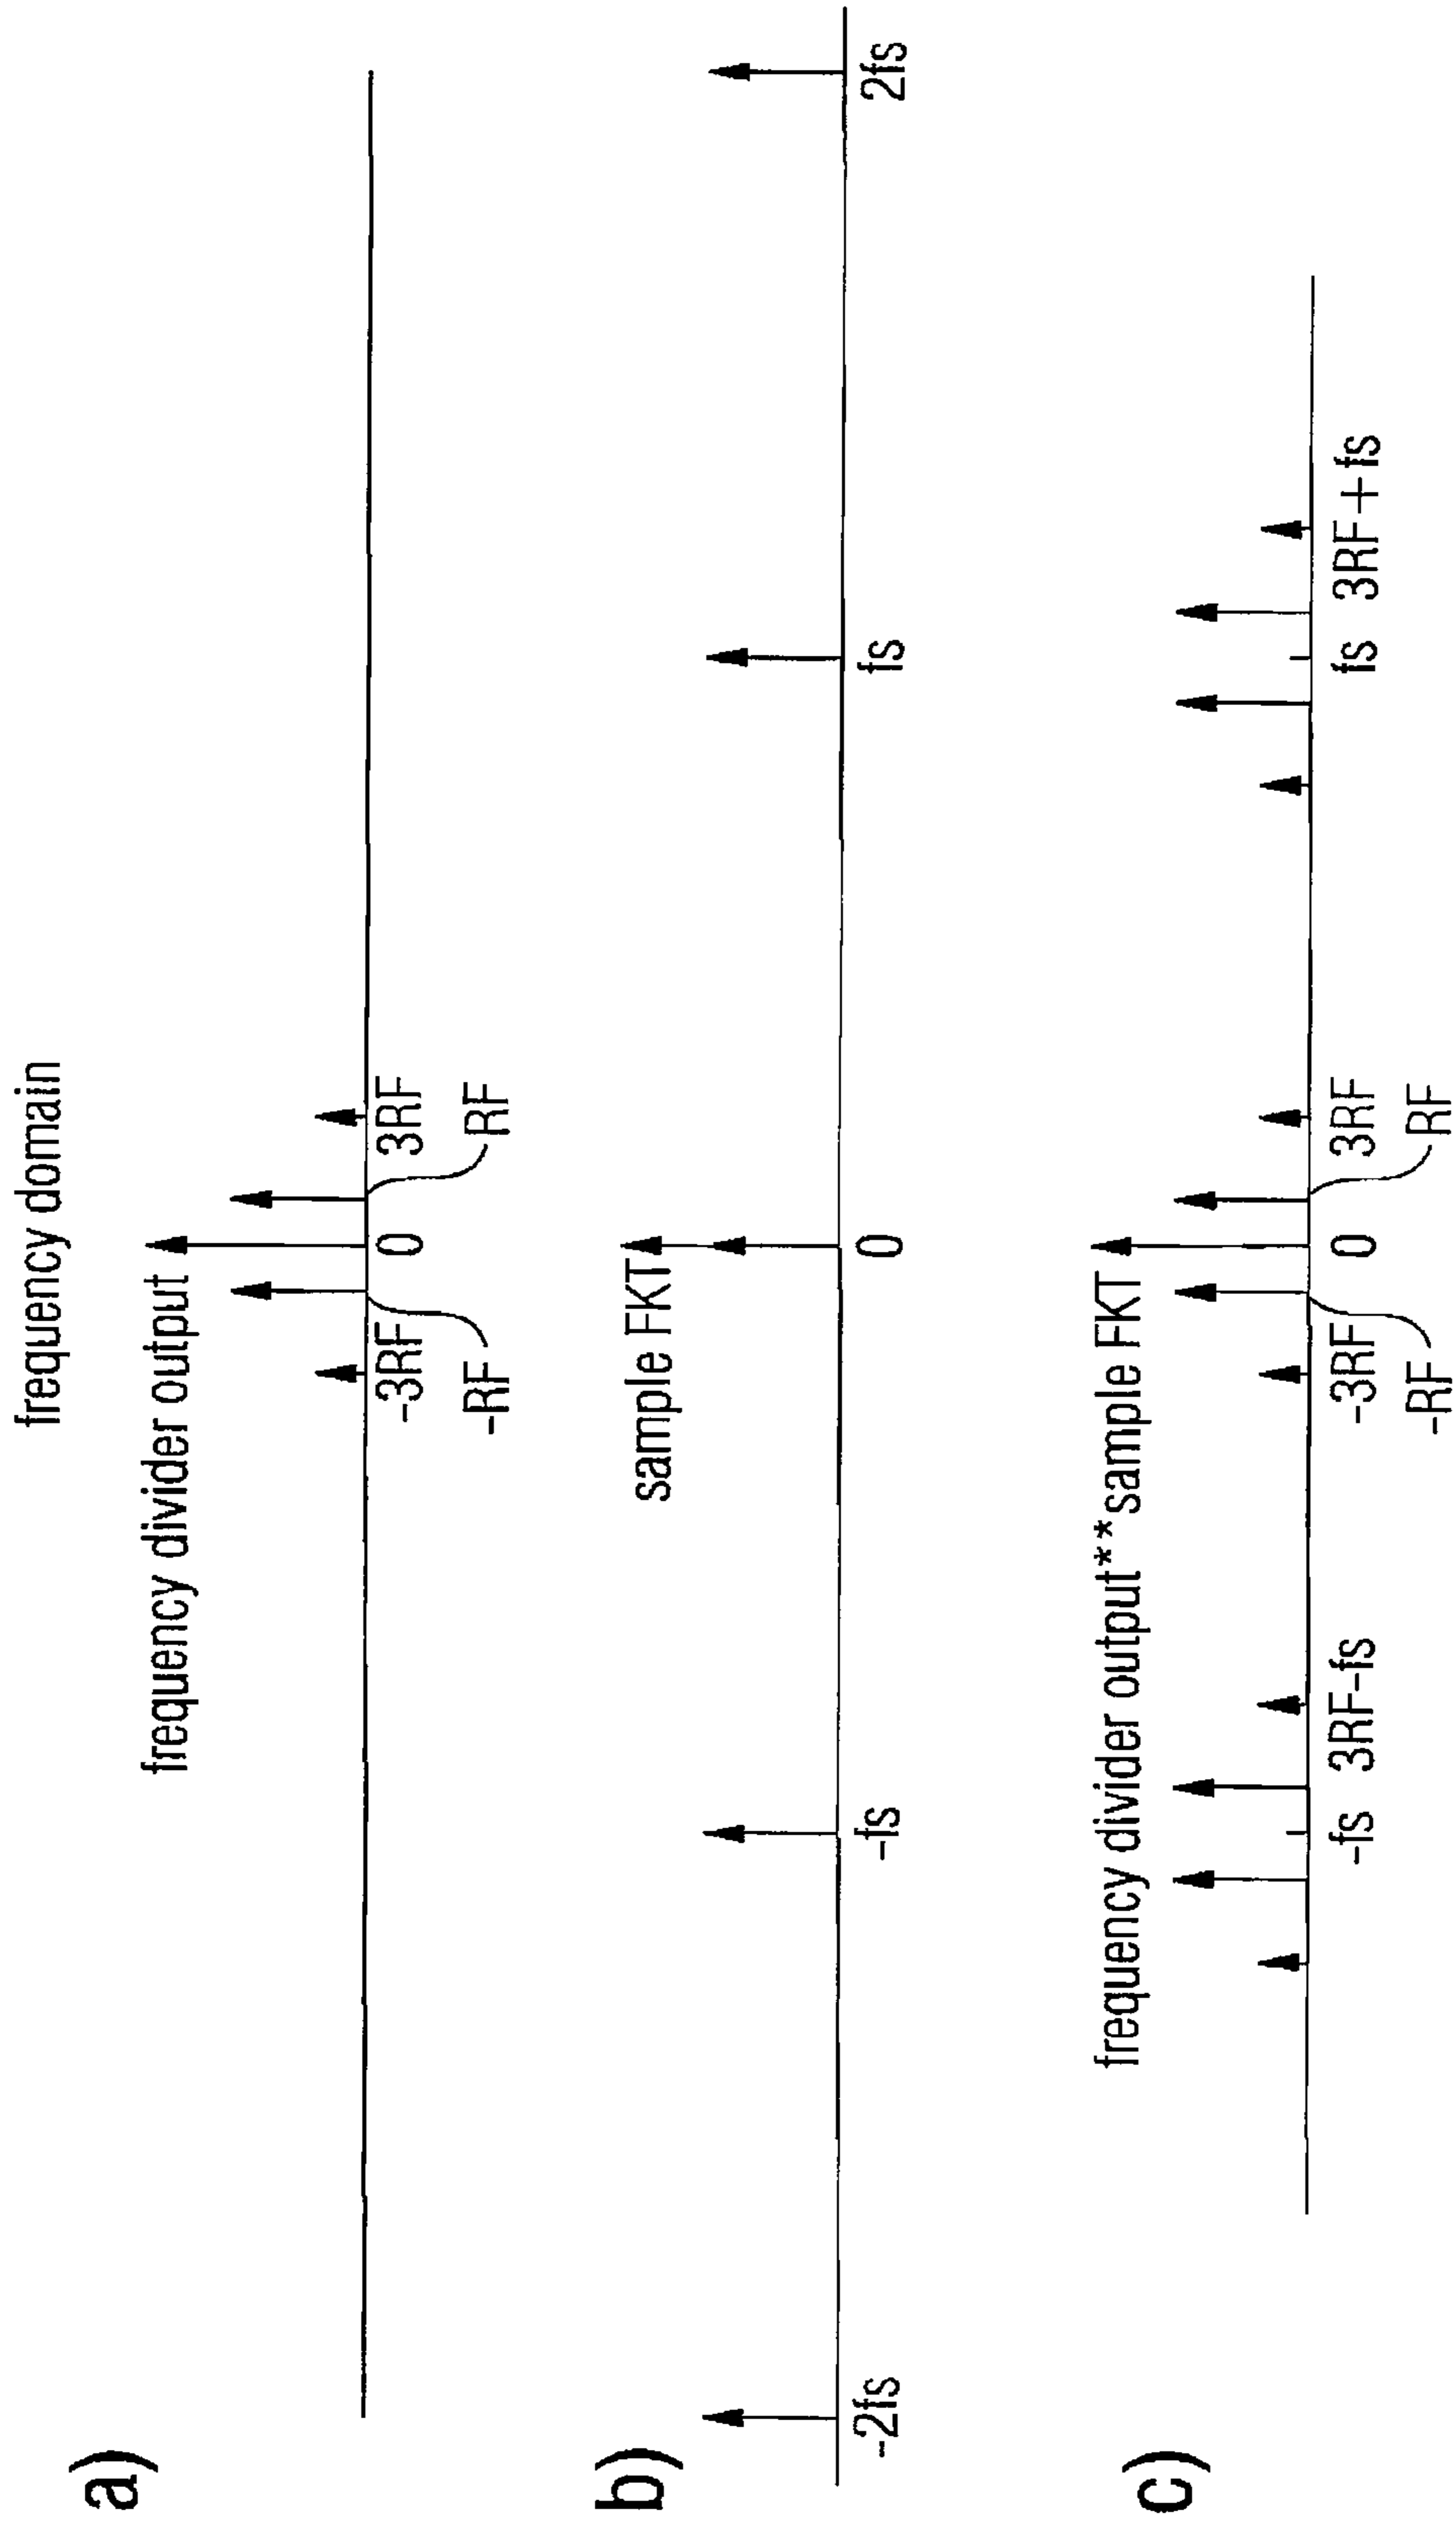 frequency domain
a)
frequency divider output
-3RF 0 3RF
-RF RF
b)
sample FKT
-2fs -fs 0 fs 2fs
c)
frequency divider output**sample FKT
-fs 3RF-fs -3RF 0 3RF fs 3RF+fs
-RF RF